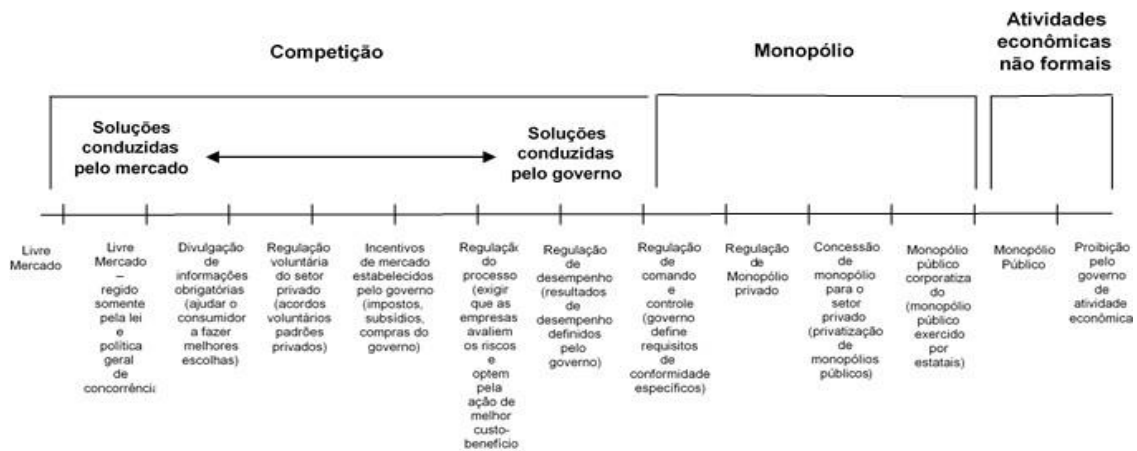 Competição
Monopólio
Atividades
econômicas
não formais
Soluções
conduzidas
pelo mercado
Soluções
conduzidas
pelo governo
Livre
Mercado
Livre
Mercado
–
regido
somente
pela lei
e
política
geral
de
concorrência
Divulgação
de
informações
obrigatórias
(ajudar o
consumidor
a fazer
melhores
escolhas)
Regulação
voluntária
do setor
privado
(acordos
voluntários
padrões
privados)
Incentivos
de mercado
estabelecidos
pelo governo
(impostos,
subsídios,
compras do
governo)
Regulação
do
processo
(exigir
que as
empresas
avaliem
os riscos
e
optem
pela
ação de
melhor
custo-
benefício
Regulação
de
desempenho
(resultados
de
desempenho
definidos
pelo
governo)
Regulação
de
comando
e
controle
(governo
define
requisitos
de
conformidade
específicos)
Regulação
de
Monopólio
privado
Concessão
de
monopólio
para o
setor
privado
(privatização
de
monopólios
públicos)
Monopólio
público
corporatiza
do
(monopólio
público
exercido
por
estatais)
Monopólio
Público
Proibição
pelo
governo
de
atividade
econômica